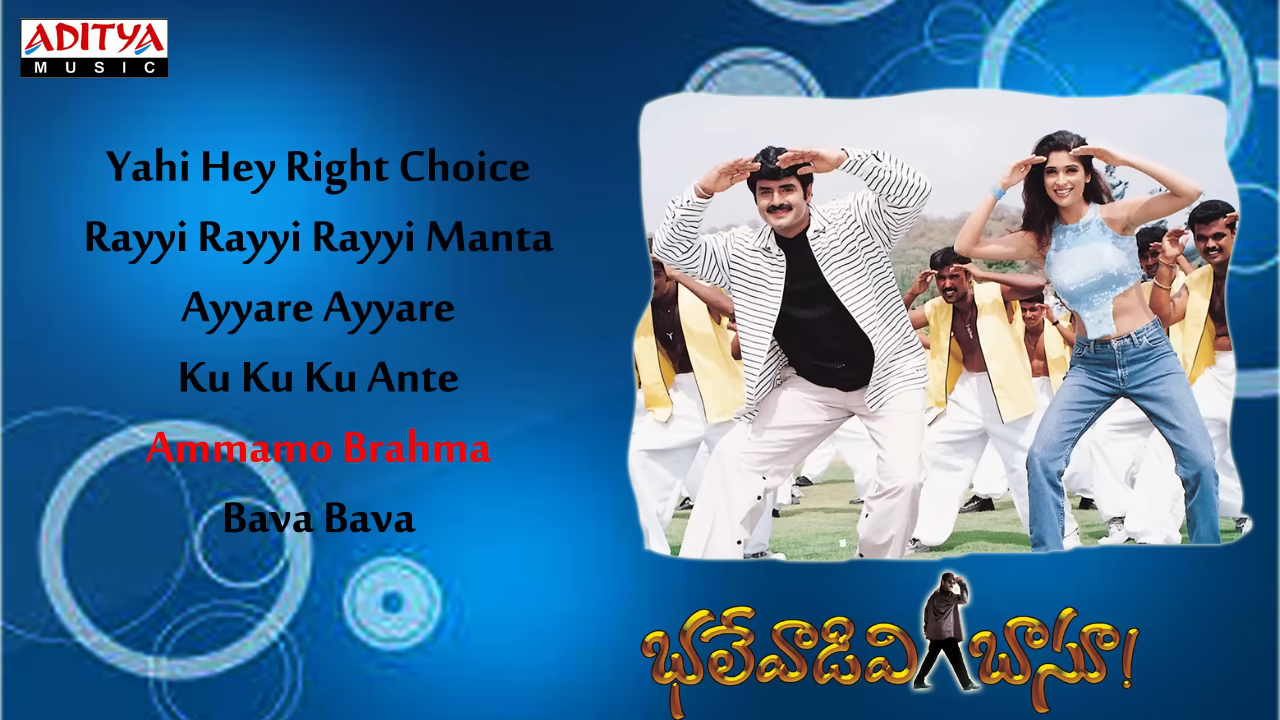 ADITYA
MUSIC
Yahi Hey Right Choice
Rayyi Rayyi Rayyi Manta
Ayyare Ayyare
Ku Ku Ku Ante
Ammamo Brahma
Bava Bava
భలేవాడివి బాసూ!